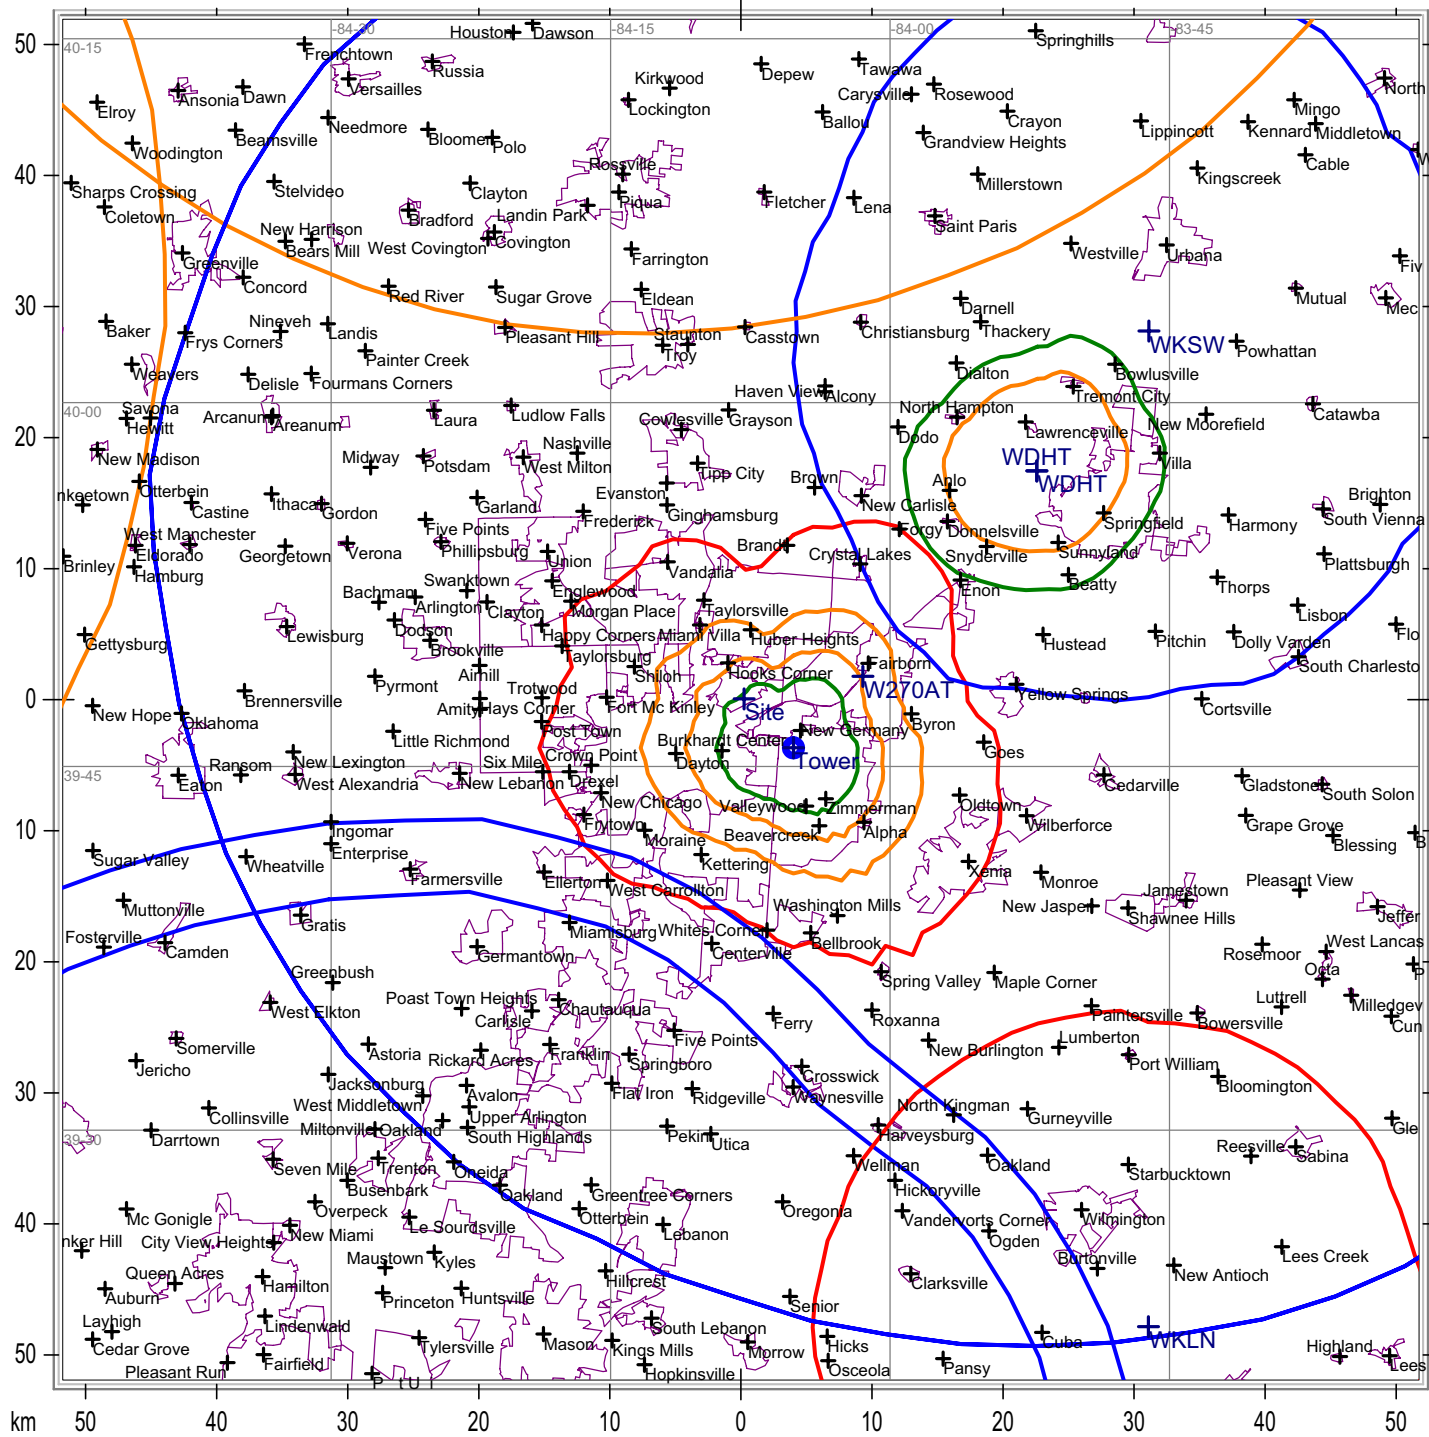 Houston Dawson
-84-30 -84-15 -84-00 -83-45
50 40-15 Frenchtown Springhills
Russia Kirkwood Depew Tawawa
Versailles Ansonia Dawn Lockington Carysville Rosewood North
Elroy Needmore Ballou Crayon Mingo
Beamsville Bloomer Polo Grandview Heights Lippincott Kennard Middletown
Woodington Rossville Cable
40 Sharps Crossing Stelvideo Clayton Piqua Fletcher Lena Millerstown Kingscreek
Coletown Bradford Landin Park Saint Paris
New Harrison West Covington Covington
Bears Mill Farrington Westville Urbana
Greenville Concord Fiv
Red River Sugar Grove Eldean Darnell Mutual Mec
30 Baker Nineveh Landis Pleasant Hill Staunton Casstown Christiansburg Thackery
Frys Corners Painter Creek Troy WKSW Powhattan
Weavers Delisle Fourmans Corners Haven View Alcony Dialton Bowlusville
40-00 Savona Hewitt Arcanum Areanum Laura Ludlow Falls Cowlesville Grayson North Hampton Tremont City New Moorefield Catawba
20 New Madison Midway Potsdam Nashville West Milton Tipp City Dodo Lawrenceville Villa
WDHT
WDHT
nketown Otterbein Castine Ithaca Gordon Garland Evanston Ginghamsburg Brown New Carlisle Anlo Brighton
West Manchester Five Points Frederick Forgy Donnelsville Springfield Harmony South Vienna
Eldorado Georgetown Verona Phillipsburg Union Brandt Crystal Lakes Snyderville Sunnyland Plattsburgh
10 Brinley Hamburg Swanktown Englewood Vandalia Enon Beatty Thorps
Bachman Arlington Clayton Morgan Place Taylorsville Lisbon
Gettysburg Lewisburg Dodson Brookville Happy Corners Miami Villa Huber Heights Hustead Pitchin Dolly Varden Flo
Taylorsburg Fairborn South Charlesto
Pyrmont Airhill Shiloh Hooks Corner W270AT
0 New Hope Brennersville Trotwood Fort Mc Kinley Site Yellow Springs Cortsville
Oklahoma Amity Hays Corner Byron
Little Richmond Post Town Burkhardt Center New Germany
39-45 New Lexington Six Mile Crown Point Dayton Tower Goes
Eaton Ransom West Alexandria New Lebanon Drexel Cedarville Gladstone South Solon
New Chicago Valleywood Zimmerman Oldtown
10 Ingomar Frytown Moraine Beavercreek Alpha Wilberforce Grape Grove
Sugar Valley Wheatville Enterprise Kettering Blessing B
Farmersville Ellerton West Carrollton Xenia Monroe Pleasant View
Muttonville Gratis Washington Mills New Jasper Jamestown Shawnee Hills Jeffer
Fosterville Camden Miamisburg Whites Corner Bellbrook West Lancas
20 Germantown Centerville Rosemoor Octa P
Greenbush Spring Valley Maple Corner
West Elkton Poast Town Heights Chautauqua Luttrell Milledgev
Carlisle Ferry Roxanna Paintersville Bowersville Cun
Somerville Astoria Rickard Acres Franklin Five Points New Burlington Lumberton
Jericho Springboro Crosswick Port William
30 Jacksonburg Avalon Flat Iron Ridgeville Waynesville Bloomington
Collinsville West Middletown Upper Arlington North Kingman Gurneyville
39-30 Darrtown Miltonville Oakland South Highlands Pekin Utica Harveysburg Gle
Seven Mile Trenton Oneida Wellman Oakland Reesville Sabina
Busenbark Oakland Greentree Corners Hickoryville Starbucktown
40 Mc Gonigle Overpeck Le Sourdsville Otterbein Oregonia Vandervorts Corner Wilmington
nker Hill City View Heights New Miami Lebanon Ogden
Queen Acres Maustown Kyles Burtonville Lees Creek
Auburn Hamilton Princeton Huntsville Hillcrest Senior Clarksville New Antioch
Layhigh Lindenwald South Lebanon
50 Cedar Grove Fairfield Tylersville Mason Kings Mills Morrow Hicks Cuba WKLN Highland
Pleasant Run Hopkinsville Osceola Pansy Lees
km 50 40 30 20 10 0 10 20 30 40 50